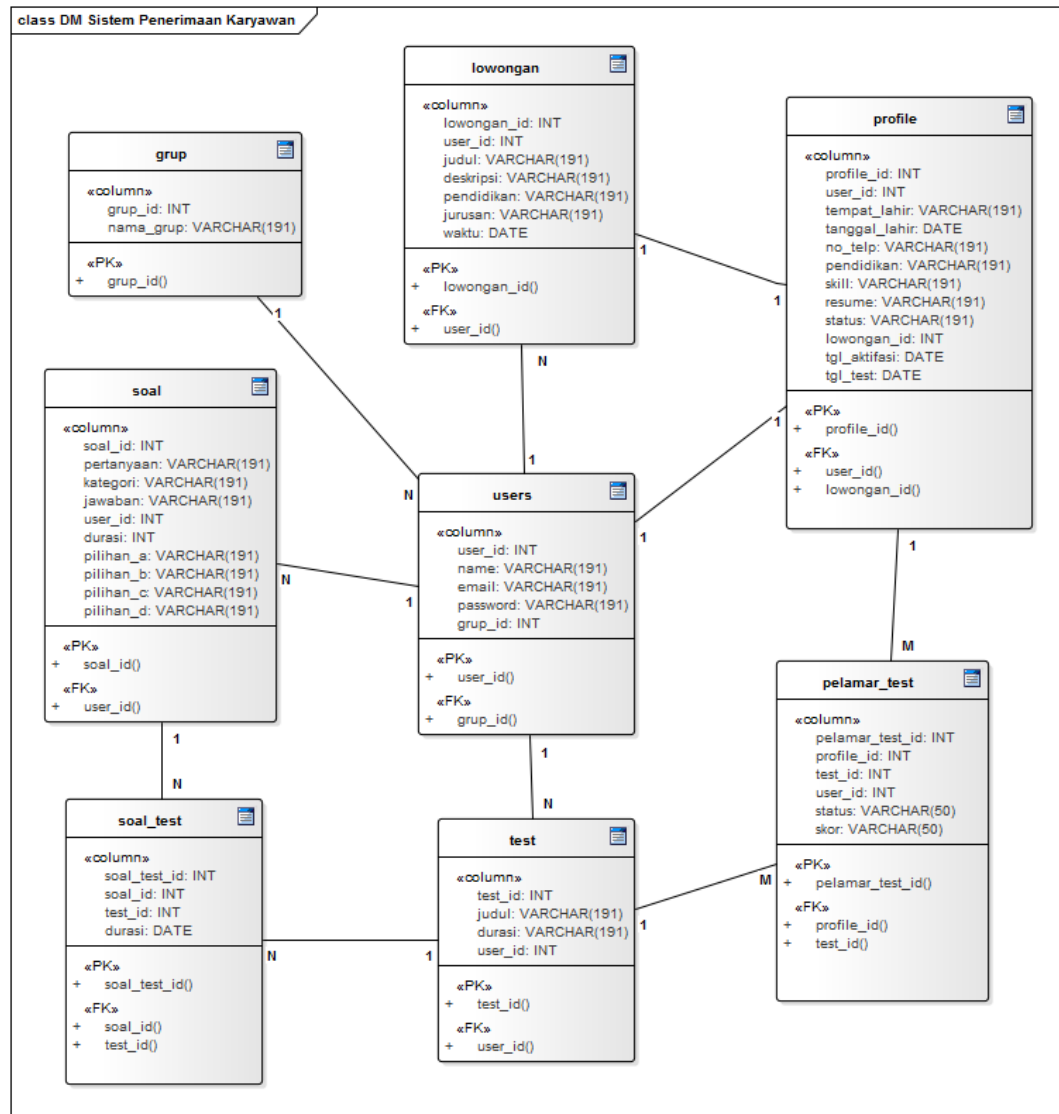 class DM Sistem Penerimaan Karyawan
lowongan
«column»
lowongan_id: INT
user_id: INT
judul: VARCHAR(191)
deskripsi: VARCHAR(191)
pendidikan: VARCHAR(191)
jurusan: VARCHAR(191)
waktu: DATE
«PK»
+ lowongan_id()
«FK»
+ user_id()
profile
«column»
profile_id: INT
user_id: INT
tempat_lahir: VARCHAR(191)
tanggal_lahir: DATE
no_telp: VARCHAR(191)
pendidikan: VARCHAR(191)
skill: VARCHAR(191)
resume: VARCHAR(191)
status: VARCHAR(191)
lowongan_id: INT
tgl_aktifasi: DATE
tgl_test: DATE
«PK»
+ profile_id()
«FK»
+ user_id()
+ lowongan_id()
grup
«column»
grup_id: INT
nama_grup: VARCHAR(191)
«PK»
+ grup_id()
1
1
1
N
1
N
1
1
soal
«column»
soal_id: INT
pertanyaan: VARCHAR(191)
kategori: VARCHAR(191)
jawaban: VARCHAR(191)
user_id: INT
durasi: INT
pilihan_a: VARCHAR(191)
pilihan_b: VARCHAR(191)
pilihan_c: VARCHAR(191)
pilihan_d: VARCHAR(191)
«PK»
+ soal_id()
«FK»
+ user_id()
users
«column»
user_id: INT
name: VARCHAR(191)
email: VARCHAR(191)
password: VARCHAR(191)
grup_id: INT
«PK»
+ user_id()
«FK»
+ grup_id()
N
1
1
M
1
N
1
N
pelamar_test
«column»
pelamar_test_id: INT
profile_id: INT
test_id: INT
user_id: INT
status: VARCHAR(50)
skor: VARCHAR(50)
«PK»
+ pelamar_test_id()
«FK»
+ profile_id()
+ test_id()
soal_test
«column»
soal_test_id: INT
soal_id: INT
test_id: INT
durasi: DATE
«PK»
+ soal_test_id()
«FK»
+ soal_id()
+ test_id()
test
«column»
test_id: INT
judul: VARCHAR(191)
durasi: VARCHAR(191)
user_id: INT
«PK»
+ test_id()
«FK»
+ user_id()
M
1
N
1